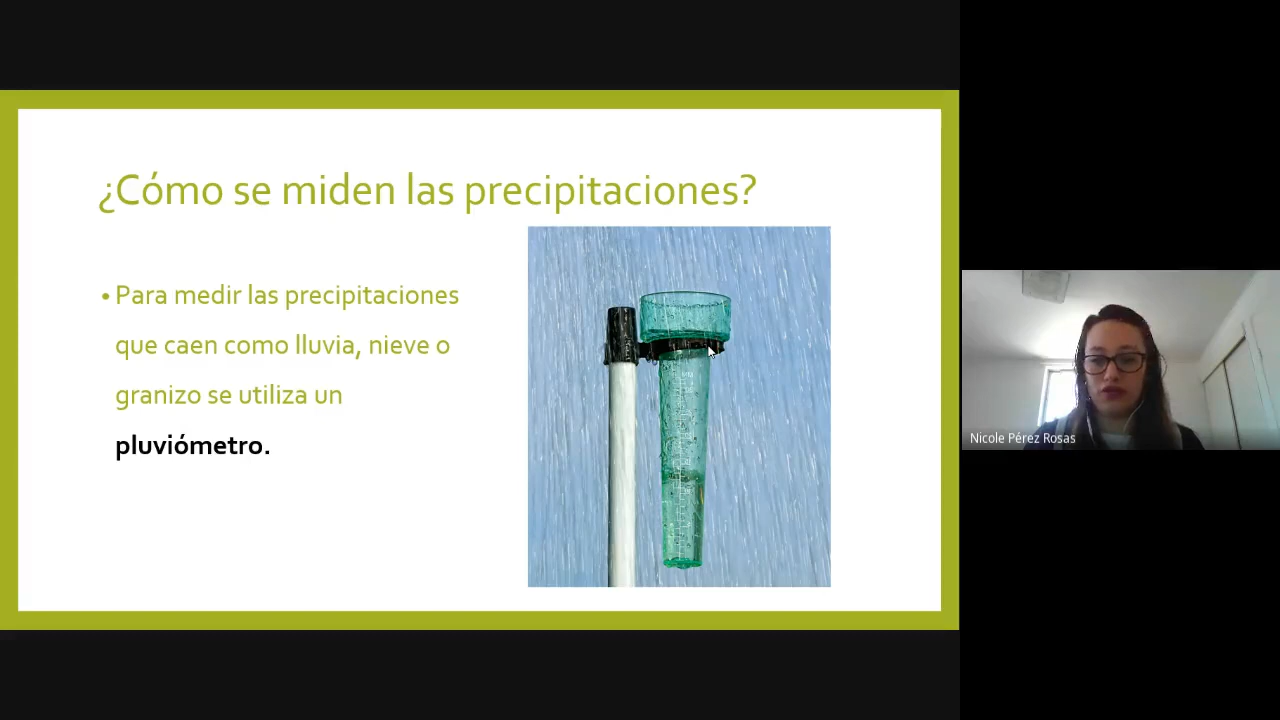 ¿Cómo se miden las precipitaciones?
• Para medir las precipitaciones
que caen como lluvia, nieve o
granizo se utiliza un
pluviómetro.
Nicole Pérez Rosas